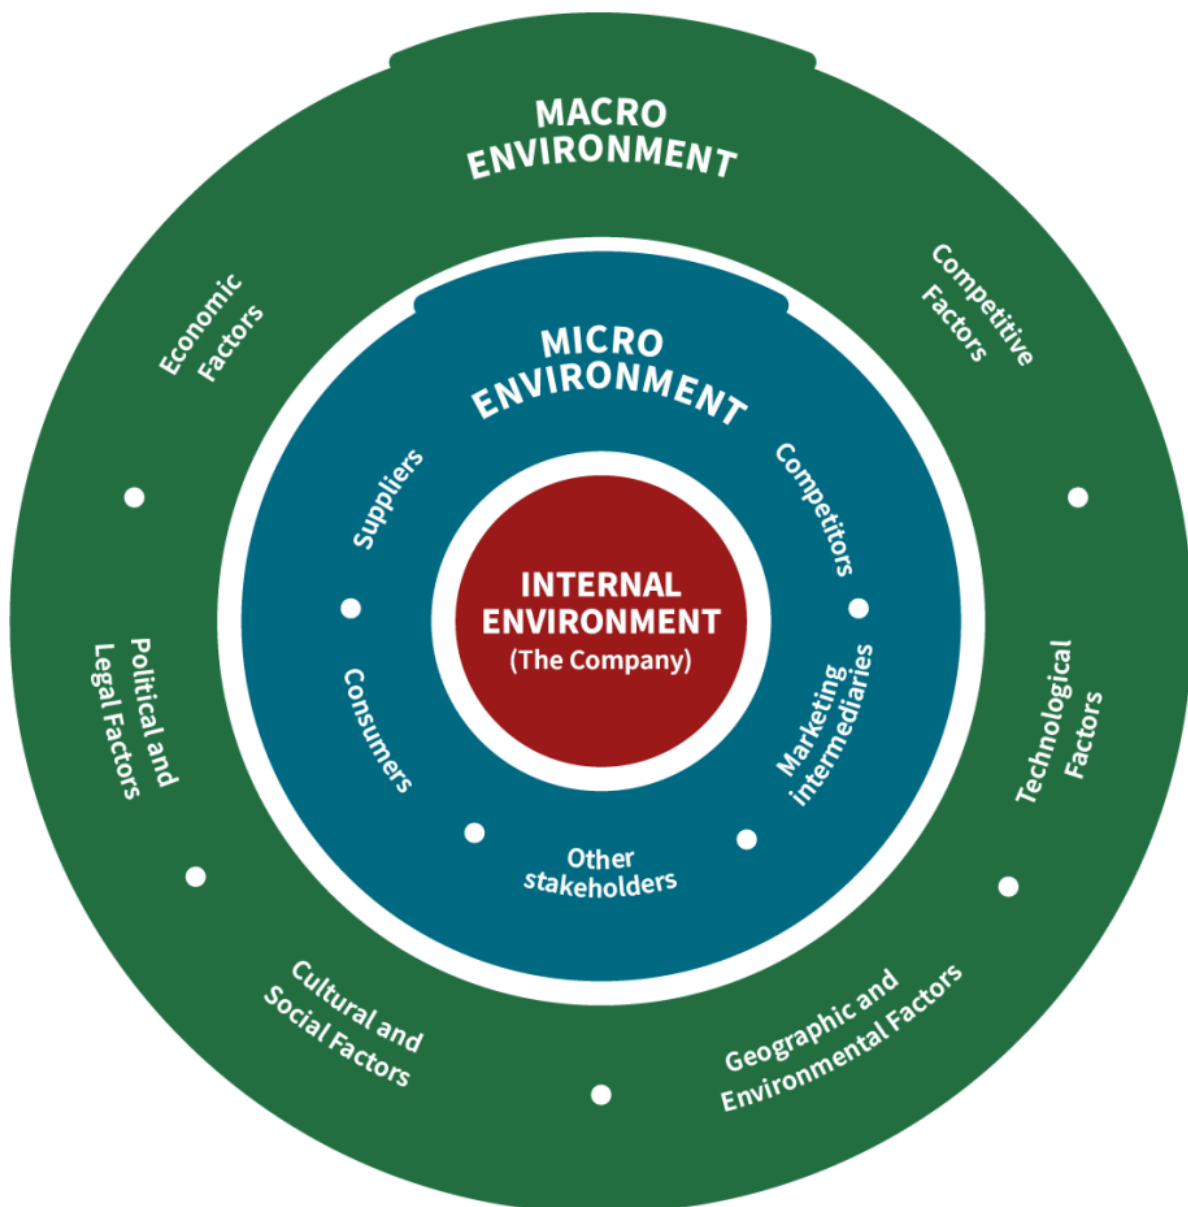 MACRO
ENVIRONMENT
Economic
Factors
Competitive
Factors
MICRO
ENVIRONMENT
Suppliers
Competitors
INTERNAL
ENVIRONMENT
(The Company)
Political and
Legal Factors
Consumers
Marketing
intermediaries
Technological
Factors
Other
stakeholders
Cultural and
Social Factors
Geographic and
Environmental Factors